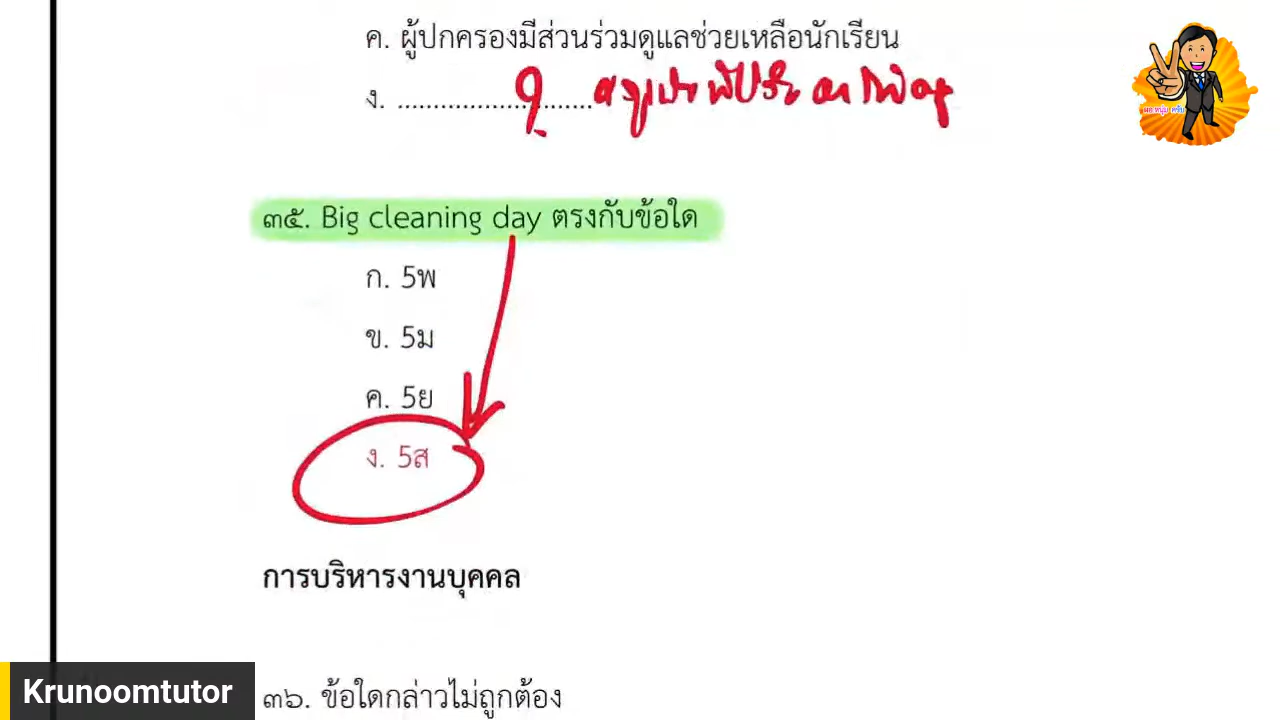 ค. ผู้ปกครองมีส่วนร่วมดูแลช่วยเหลือนักเรียน
ง. ................................
๓๕. Big cleaning day ตรงกับข้อใด
ก. 5พ
ข. 5ม
ค. 5ย
ง. 5ส
การบริหารงานบุคคล
Krunoomtutor
๓๖. ข้อใดกล่าวไม่ถูกต้อง